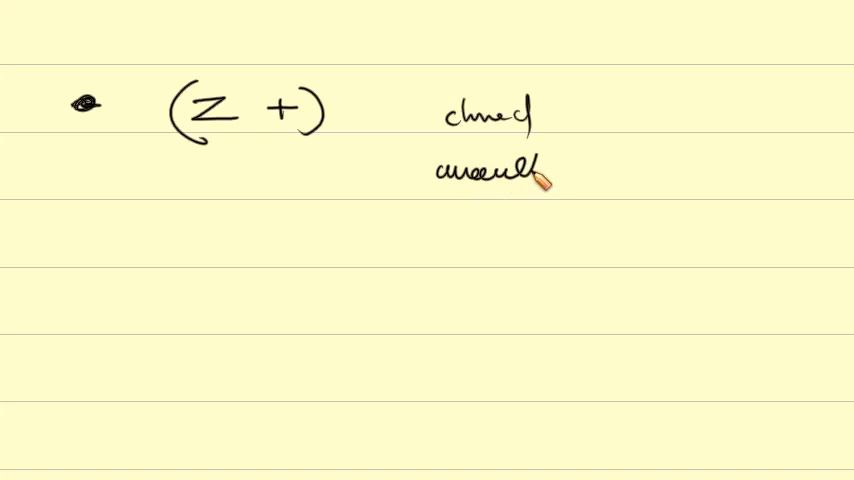 • (Z +) closed